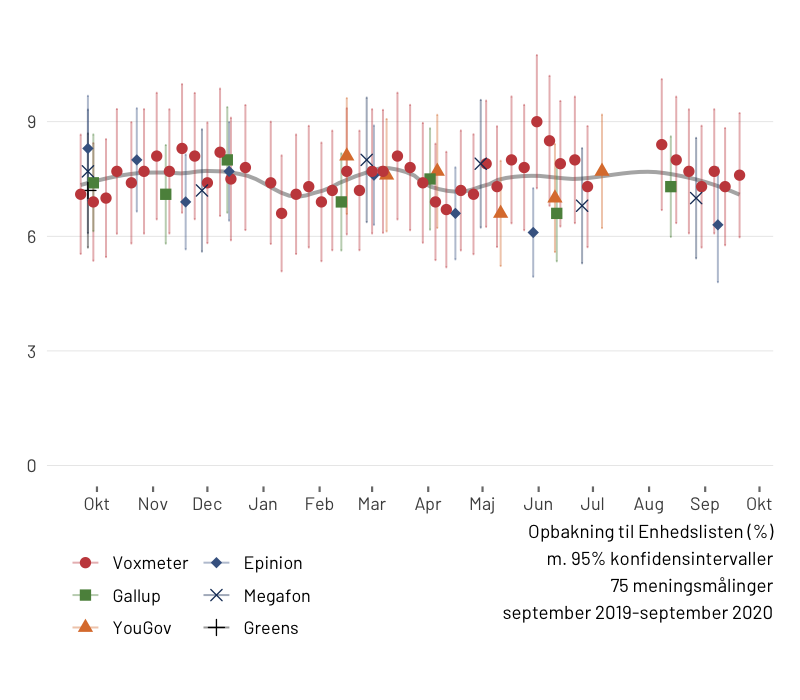 9
6
3
0
Okt Nov Dec Jan Feb Mar Apr Maj Jun Jul Aug Sep Okt
Opbakning til Enhedslisten (%)
m. 95% konfidensintervaller
75 meningsmålinger
september 2019-september 2020
Voxmeter Epinion
Gallup Megafon
YouGov Greens